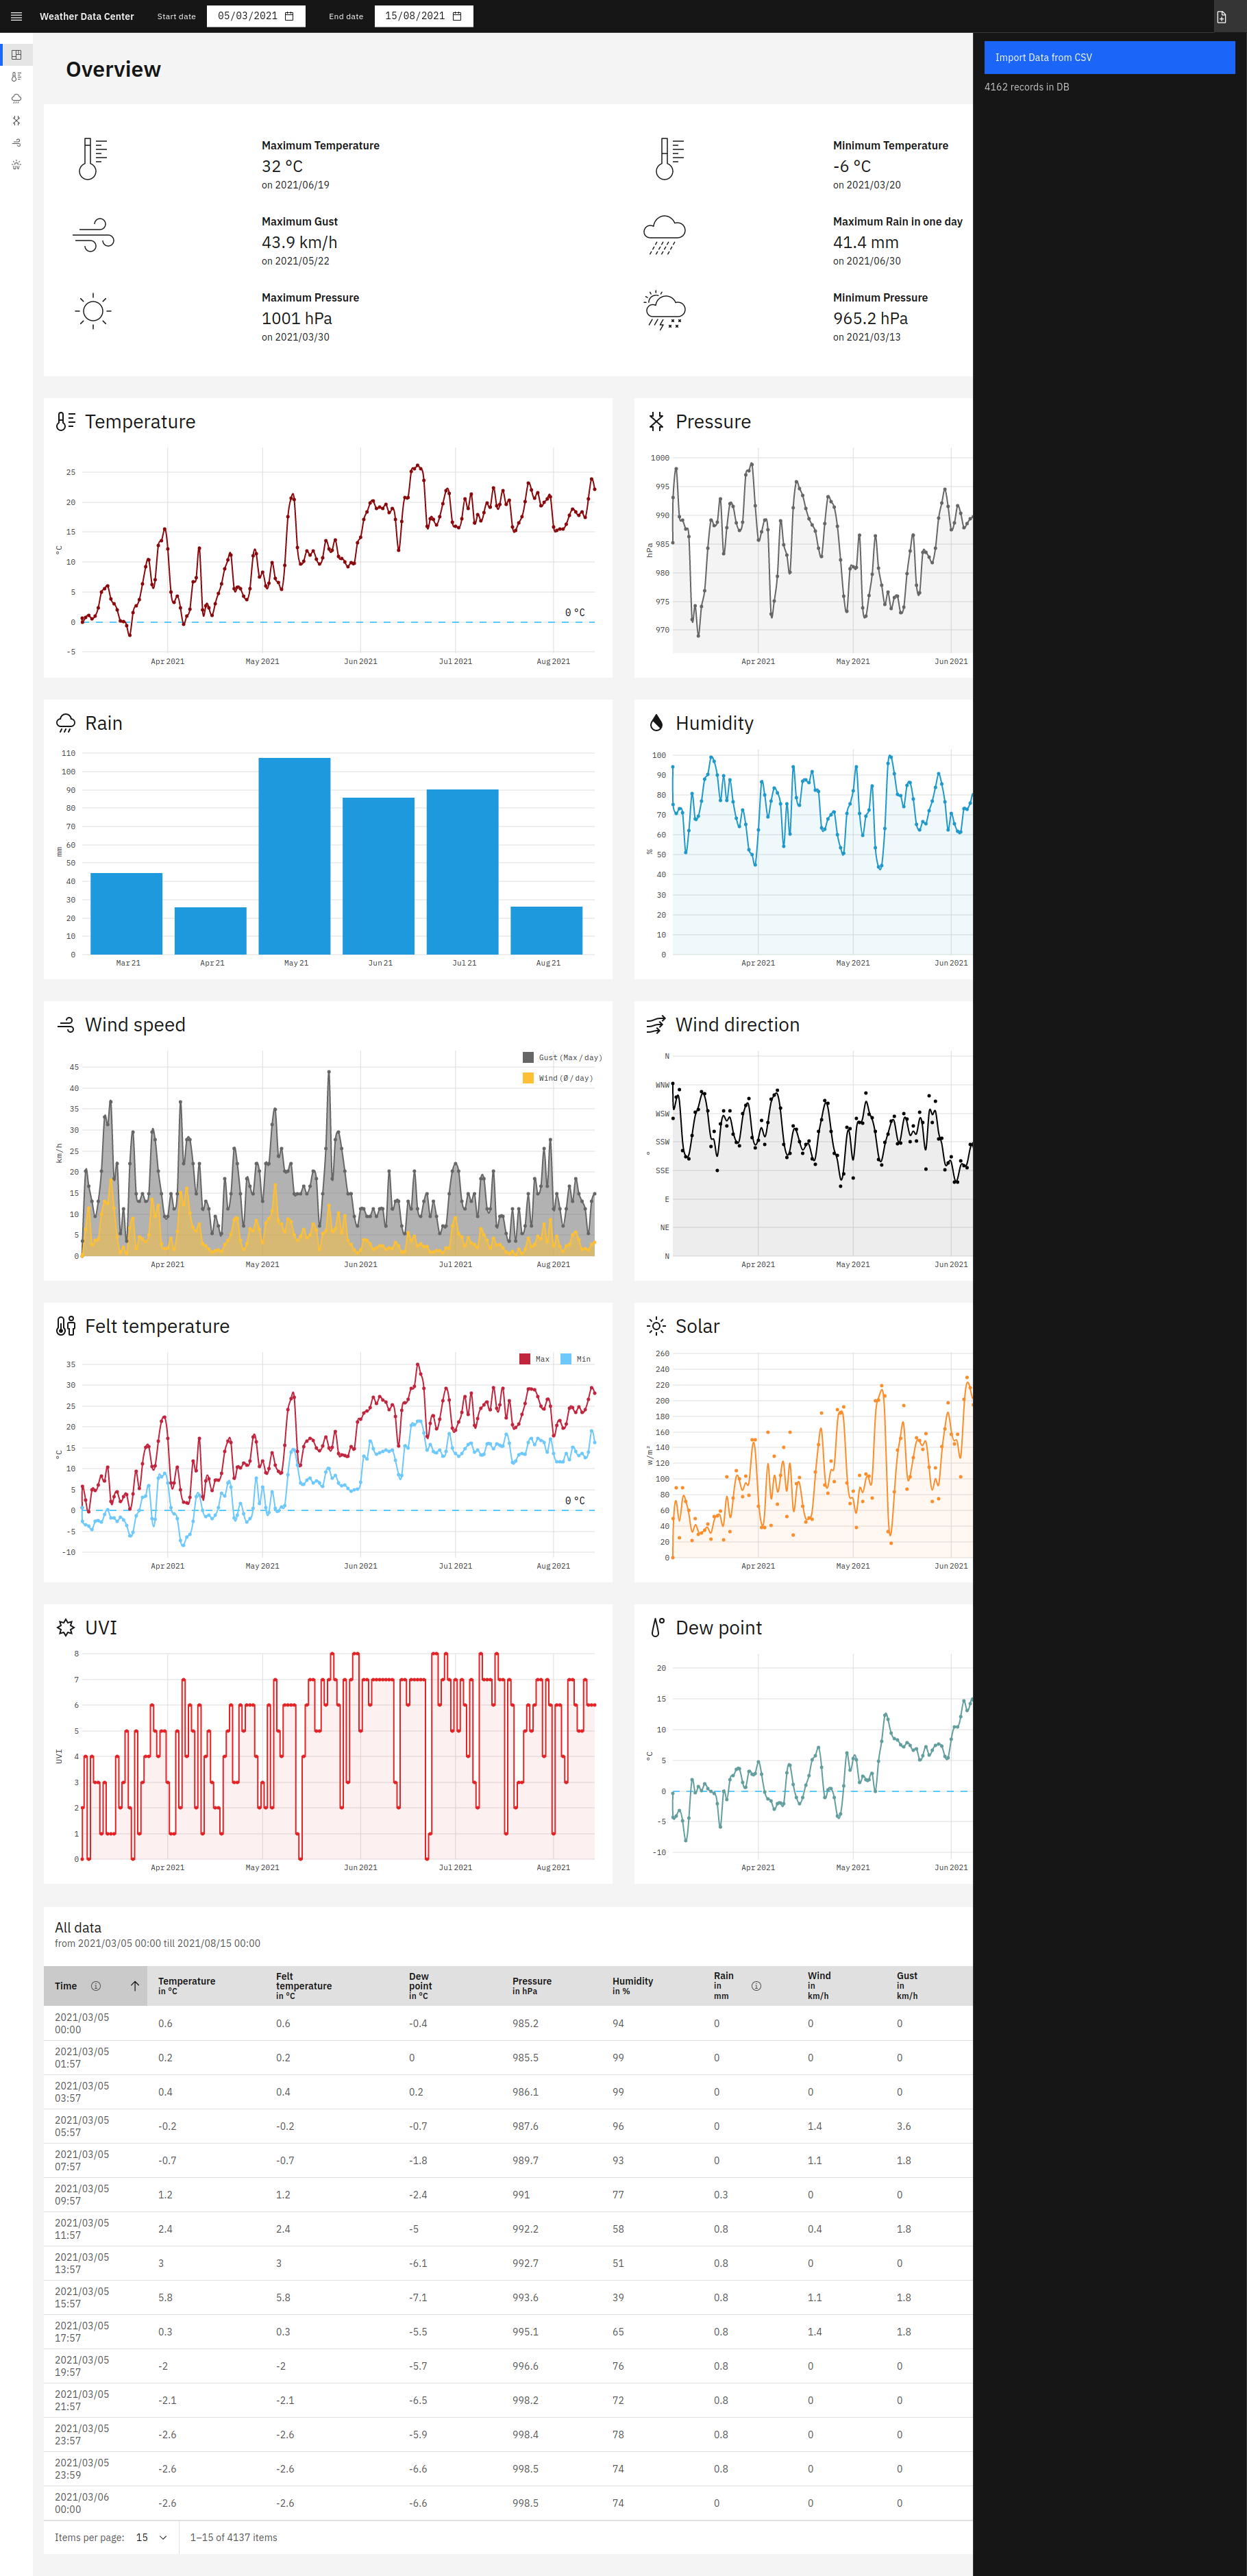 Weather Data Center Start date 05/03/2021 End date 15/08/2021
Import Data from CSV
4162 records in DB
Overview
Maximum Temperature
32 °C
on 2021/06/19
Minimum Temperature
-6 °C
on 2021/03/20
Maximum Gust
43.9 km/h
on 2021/05/22
Maximum Rain in one day
41.4 mm
on 2021/06/30
Maximum Pressure
1001 hPa
on 2021/03/30
Minimum Pressure
965.2 hPa
on 2021/03/13
Temperature
25
20
15
10
5
0
-5
°C
0 °C
Apr 2021 May 2021 Jun 2021 Jul 2021 Aug 2021
Pressure
1000
995
990
985
980
975
970
hPa
Apr 2021 May 2021 Jun 2021
Rain
110
100
90
80
70
60
50
40
30
20
10
0
mm
Mar 21 Apr 21 May 21 Jun 21 Jul 21 Aug 21
Humidity
100
90
80
70
60
50
40
30
20
10
0
%
Apr 2021 May 2021 Jun 2021
Wind speed
Gust (Max / day)
Wind (Ø / day)
45
40
35
30
25
20
15
10
5
0
km/h
Apr 2021 May 2021 Jun 2021 Jul 2021 Aug 2021
Wind direction
N
WNW
WSW
SSW
SSE
E
NE
N
°
Apr 2021 May 2021 Jun 2021
Felt temperature
Max Min
35
30
25
20
15
10
5
0
-5
-10
°C
0 °C
Apr 2021 May 2021 Jun 2021 Jul 2021 Aug 2021
Solar
260
240
220
200
180
160
140
120
100
80
60
40
20
0
w/m²
Apr 2021 May 2021 Jun 2021
UVI
8
7
6
5
4
3
2
1
0
UVI
Apr 2021 May 2021 Jun 2021 Jul 2021 Aug 2021
Dew point
20
15
10
5
0
-5
-10
°C
Apr 2021 May 2021 Jun 2021
All data
from 2021/03/05 00:00 till 2021/08/15 00:00
Time Temperature in °C Felt temperature in °C Dew point in °C Pressure in hPa Humidity in % Rain in mm Wind in km/h Gust in km/h
2021/03/05 00:00 0.6 0.6 -0.4 985.2 94 0 0 0
2021/03/05 01:57 0.2 0.2 0 985.5 99 0 0 0
2021/03/05 03:57 0.4 0.4 0.2 986.1 99 0 0 0
2021/03/05 05:57 -0.2 -0.2 -0.7 987.6 96 0 1.4 3.6
2021/03/05 07:57 -0.7 -0.7 -1.8 989.7 93 0 1.1 1.8
2021/03/05 09:57 1.2 1.2 -2.4 991 77 0.3 0 0
2021/03/05 11:57 2.4 2.4 -5 992.2 58 0.8 0.4 1.8
2021/03/05 13:57 3 3 -6.1 992.7 51 0.8 0 0
2021/03/05 15:57 5.8 5.8 -7.1 993.6 39 0.8 1.1 1.8
2021/03/05 17:57 0.3 0.3 -5.5 995.1 65 0.8 1.4 1.8
2021/03/05 19:57 -2 -2 -5.7 996.6 76 0.8 0 0
2021/03/05 21:57 -2.1 -2.1 -6.5 998.2 72 0.8 0 0
2021/03/05 23:57 -2.6 -2.6 -5.9 998.4 78 0.8 0 0
2021/03/05 23:59 -2.6 -2.6 -6.6 998.5 74 0.8 0 0
2021/03/06 00:00 -2.6 -2.6 -6.6 998.5 74 0 0 0
Items per page: 15 1–15 of 4137 items